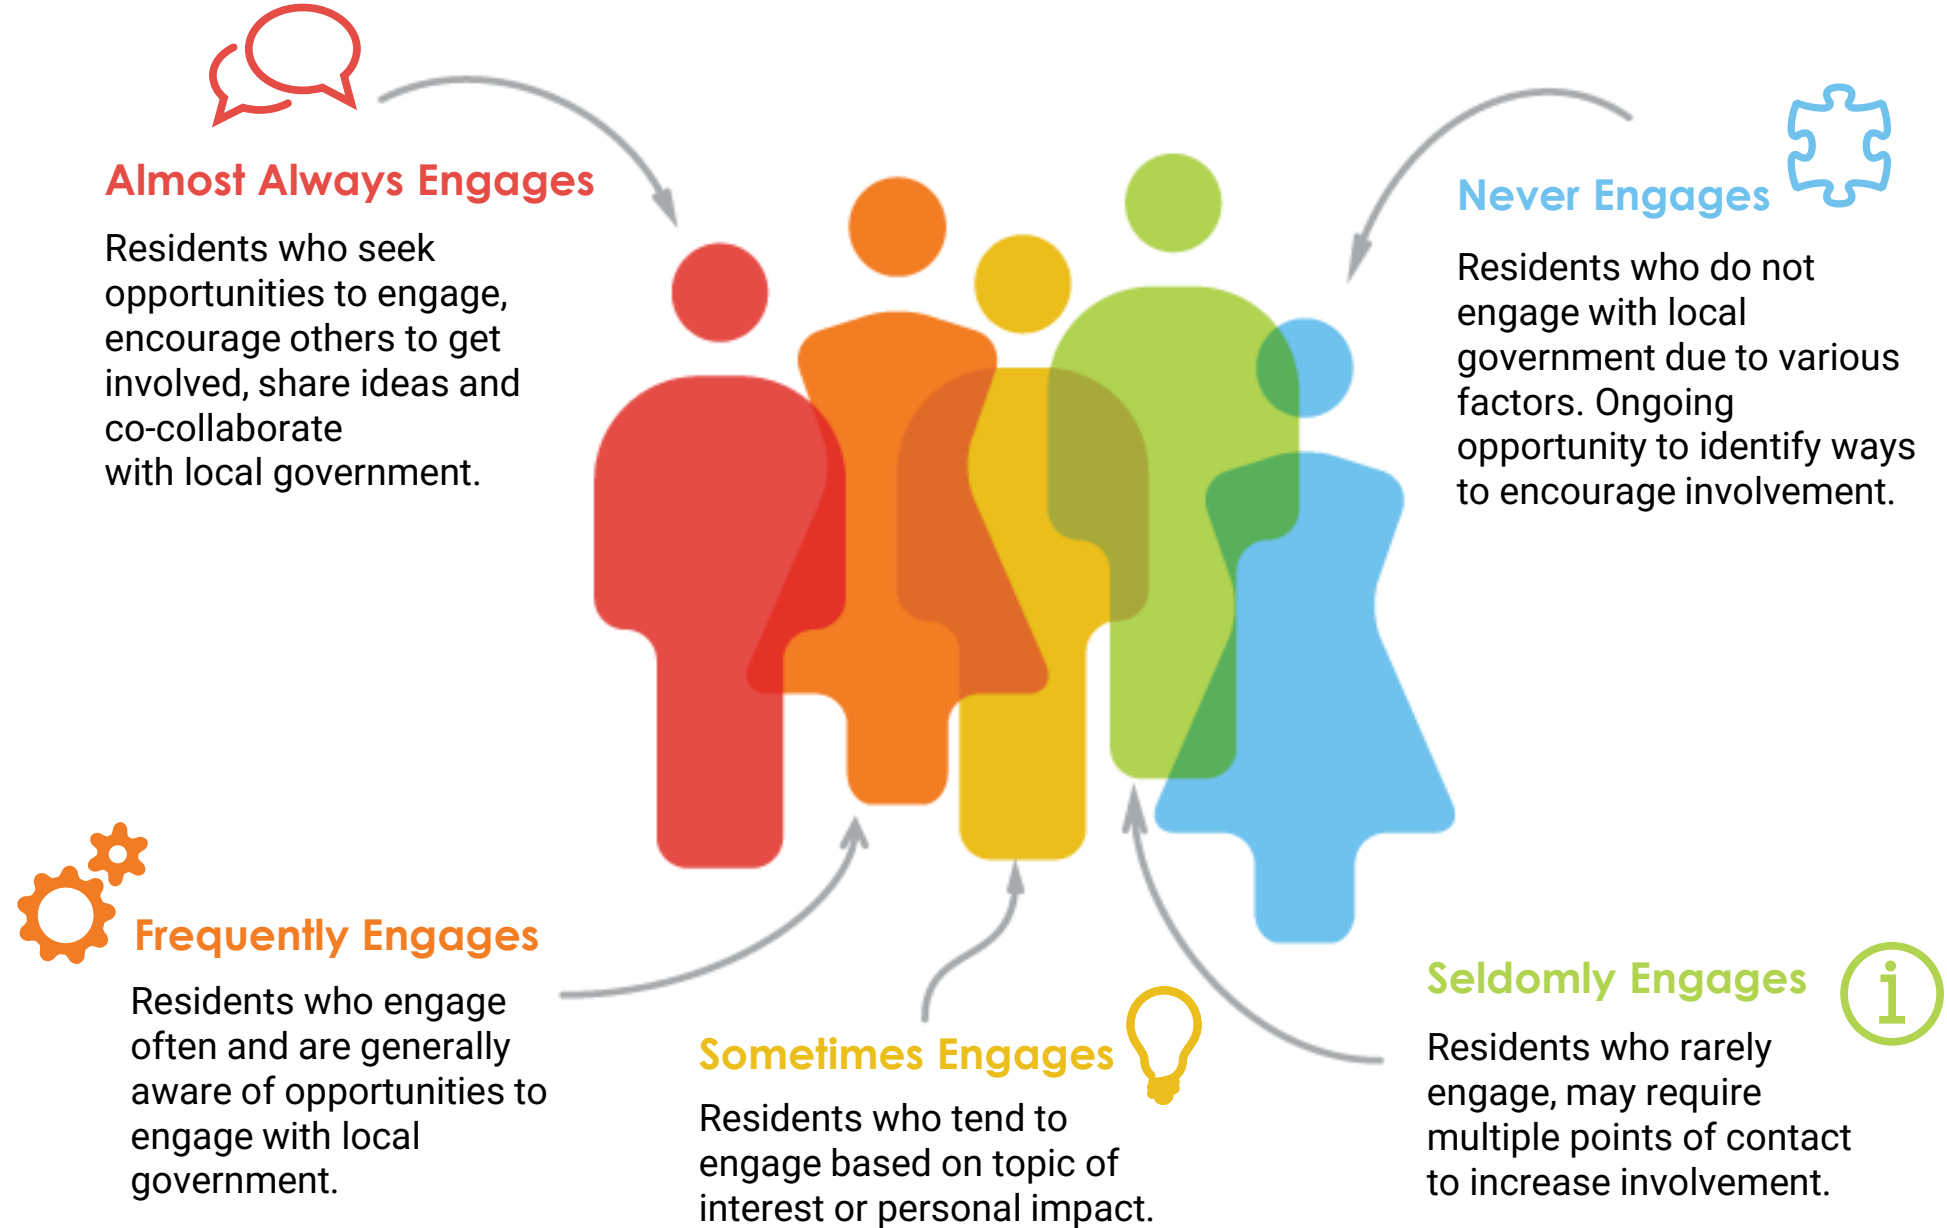 Almost Always Engages
Residents who seek
opportunities to engage,
encourage others to get
involved, share ideas and
co-collaborate
with local government.
Never Engages
Residents who do not
engage with local
government due to various
factors. Ongoing
opportunity to identify ways
to encourage involvement.
Frequently Engages
Residents who engage
often and are generally
aware of opportunities to
engage with local
government.
Sometimes Engages
Residents who tend to
engage based on topic of
interest or personal impact.
Seldomly Engages
i
Residents who rarely
engage, may require
multiple points of contact
to increase involvement.